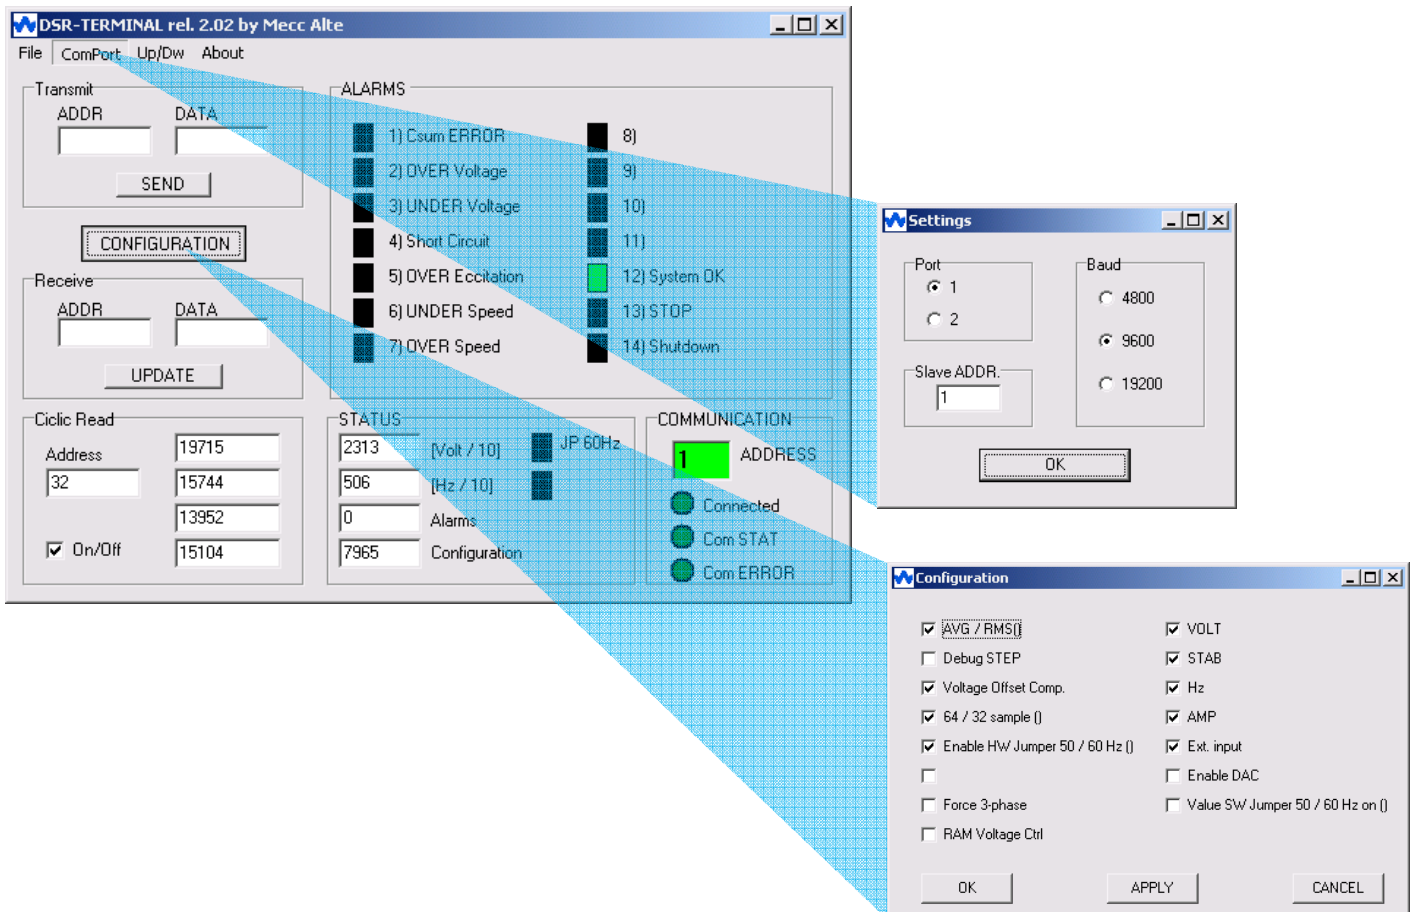 DSR-TERMINAL rel. 2.02 by Mecc Alte
File ComPort Up/Dw About
Transmit
ADDR DATA
SEND
CONFIGURATION
Receive
ADDR DATA
UPDATE
ALARMS
1) Csum ERROR
2) OVER Voltage
3) UNDER Voltage
4) Short Circuit
5) OVER Eccitation
6) UNDER Speed
7) OVER Speed
8)
9)
10)
11)
12) System OK
13) STOP
14) Shutdown
Ciclic Read
Address
32
On/Off
19715
15744
13952
15104
STATUS
2313 [Volt / 10] JP 60Hz
506 [Hz / 10]
0 Alarms
7965 Configuration
COMMUNICATION
1 ADDRESS
Connected
Com STAT
Com ERROR
Settings
Port
1
2
Slave ADDR.
1
Baud
4800
9600
19200
OK
Configuration
AVG / RMS()
Debug STEP
Voltage Offset Comp.
64 / 32 sample ()
Enable HW Jumper 50 / 60 Hz ()
Force 3-phase
RAM Voltage Ctrl
VOLT
STAB
Hz
AMP
Ext. input
Enable DAC
Value SW Jumper 50 / 60 Hz on ()
OK APPLY CANCEL